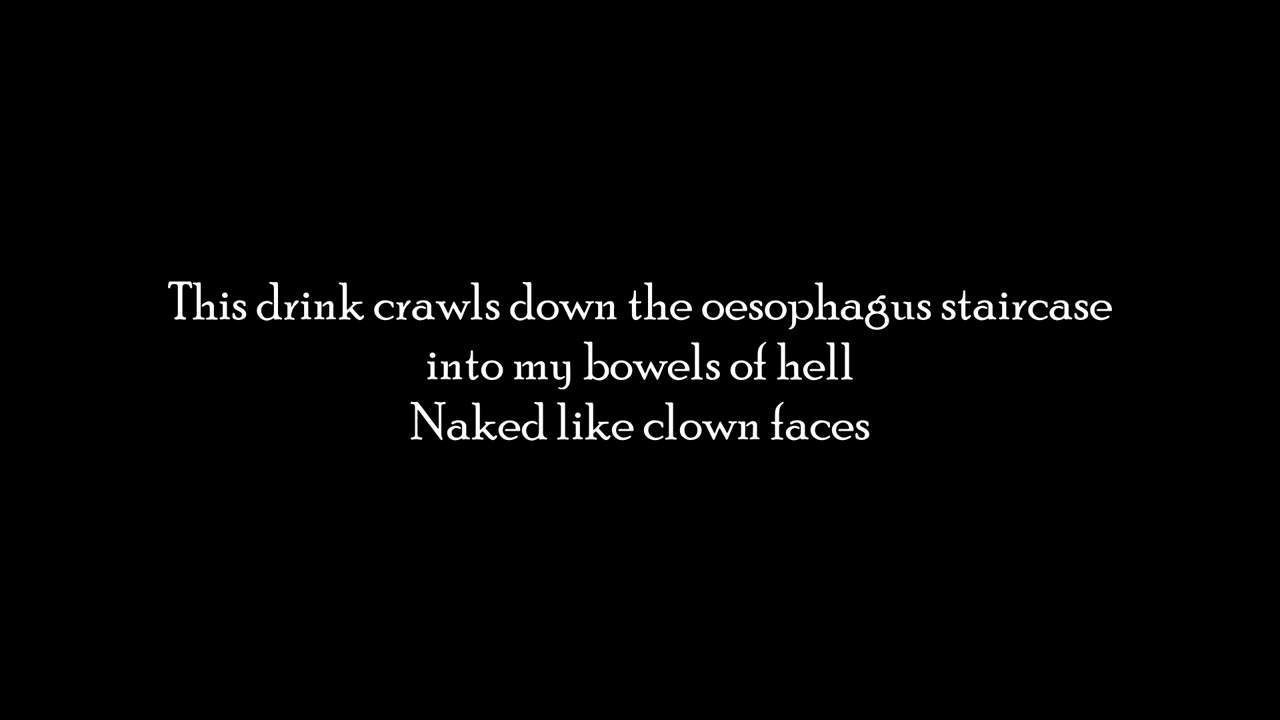 This drink crawls down the oesophagus staircase
into my bowels of hell
Naked like clown faces